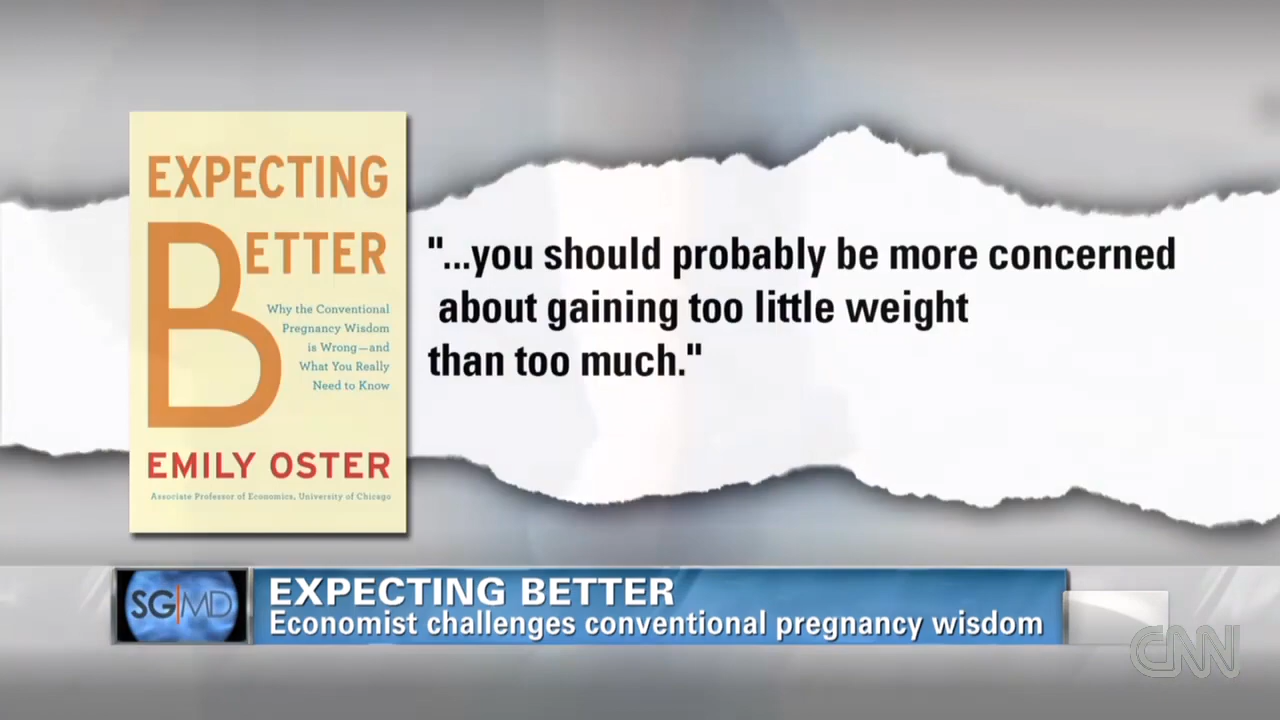 EXPECTING
BETTER
Why the Conventional
Pregnancy Wisdom
is Wrong—and
What You Really
Need to Know
EMILY OSTER
Associate Professor of Economics, University of Chicago
"...you should probably be more concerned
about gaining too little weight
than too much."
SG|MD
EXPECTING BETTER
Economist challenges conventional pregnancy wisdom
CNN